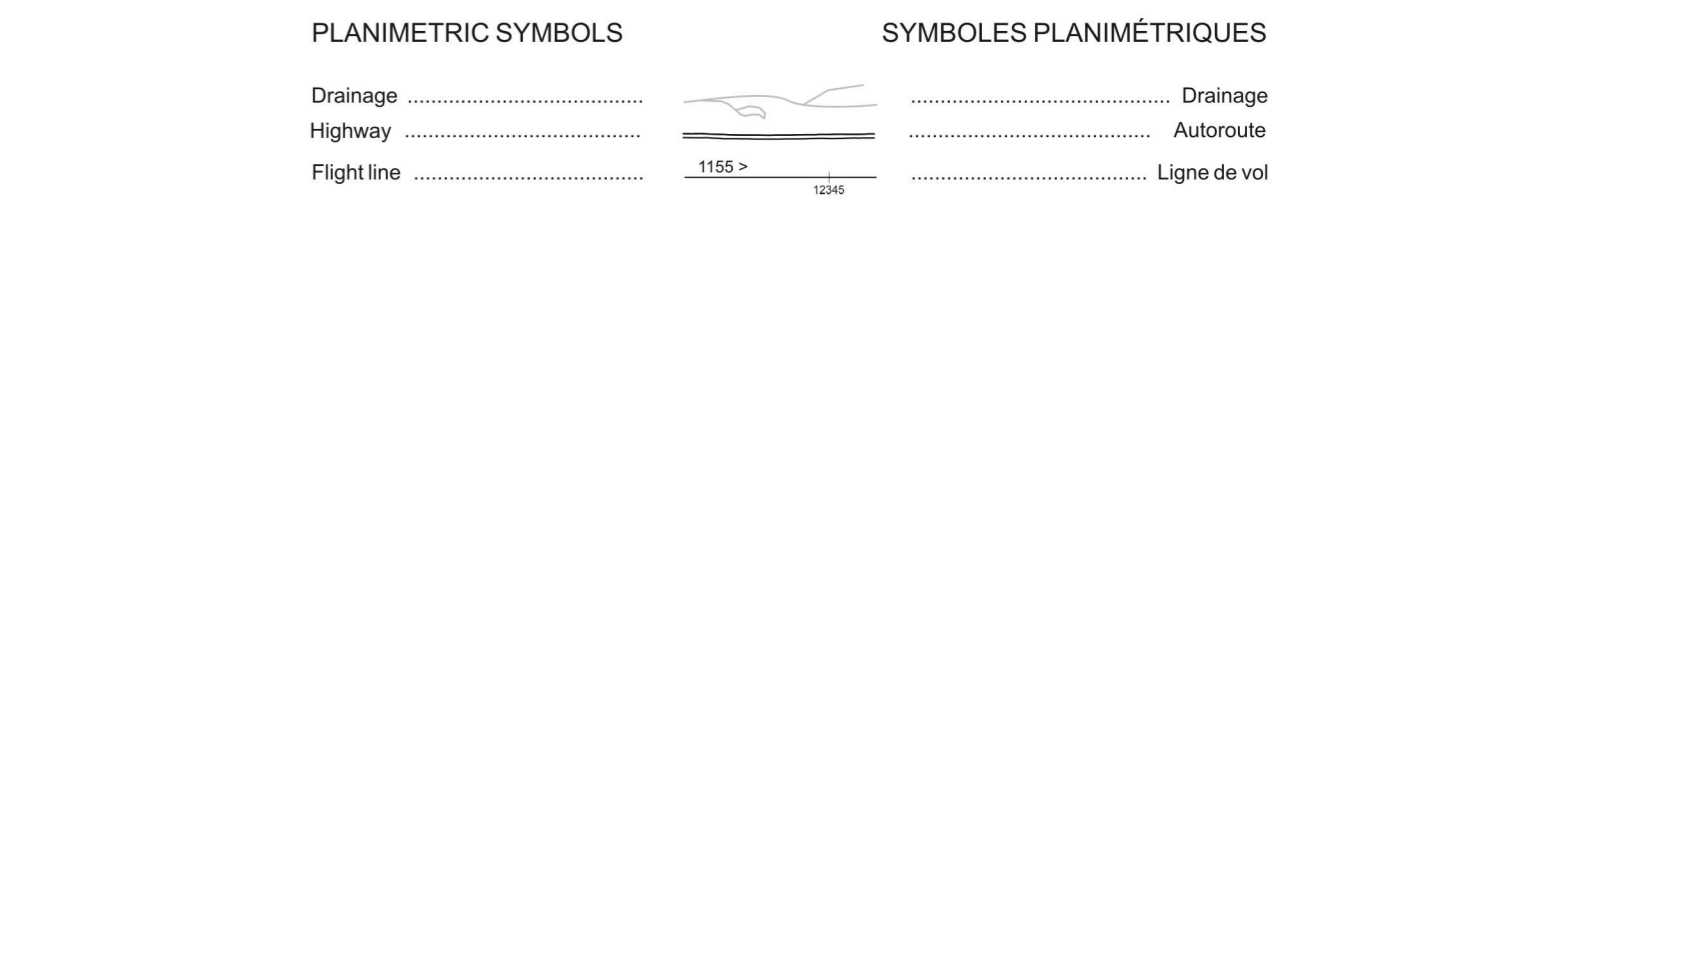 PLANIMETRIC SYMBOLS SYMBOLES PLANIMÉTRIQUES
Drainage ........................................ ............................................ Drainage
Highway ........................................ ......................................... Autoroute
Flight line ....................................... 1155 > ........................................ Ligne de vol
12345